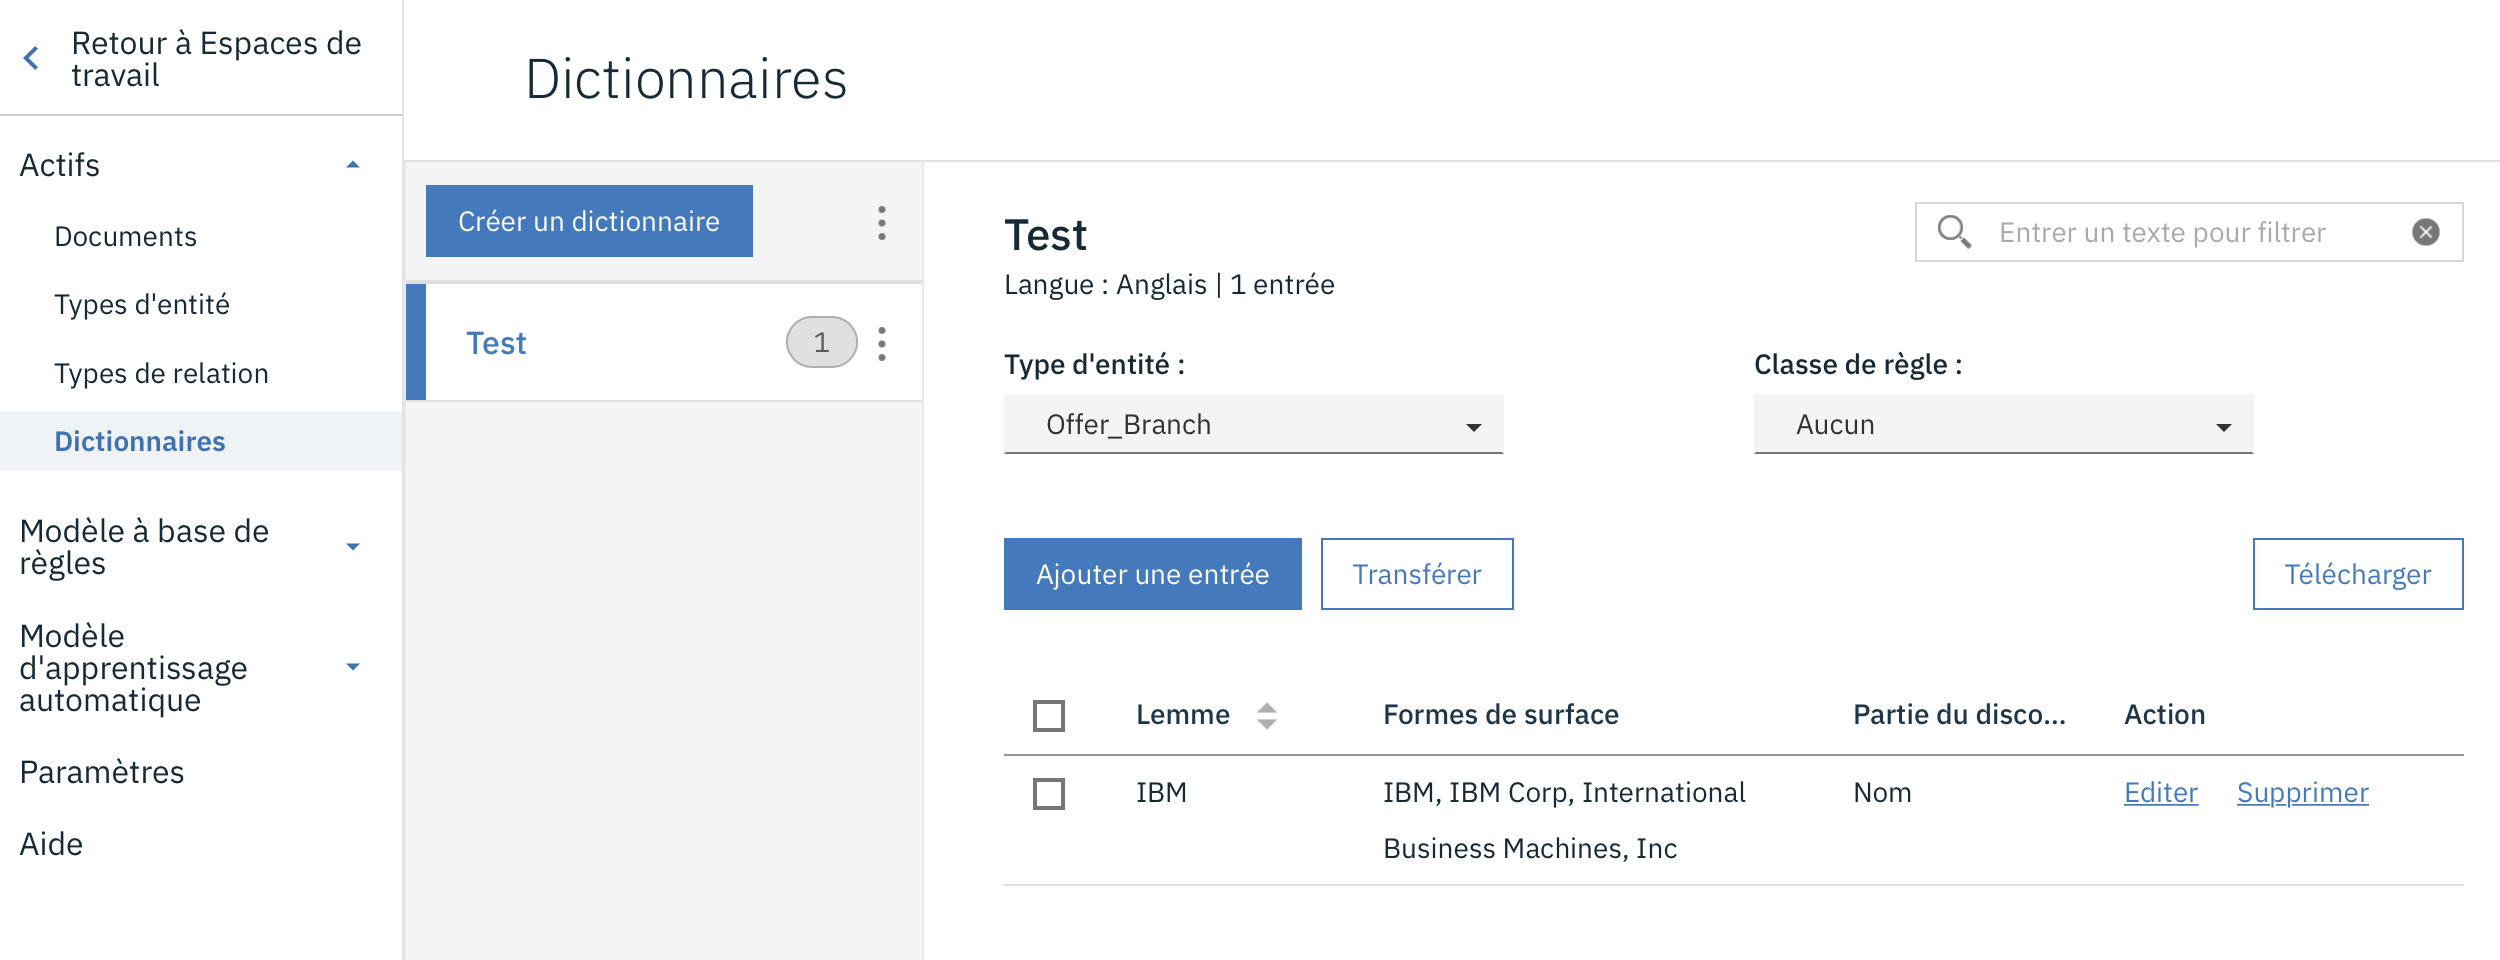 Retour à Espaces de
travail
Actifs
Documents
Types d'entité
Types de relation
Dictionnaires
Modèle à base de
règles
Modèle
d'apprentissage
automatique
Paramètres
Aide
Dictionnaires
Créer un dictionnaire
Test 1
Test
Langue : Anglais | 1 entrée
Entrer un texte pour filtrer
Type d'entité : Classe de règle :
Offer_Branch Aucun
Ajouter une entrée Transférer Télécharger
Lemme Formes de surface Partie du disco... Action
IBM IBM, IBM Corp, International Nom Editer Supprimer
Business Machines, Inc